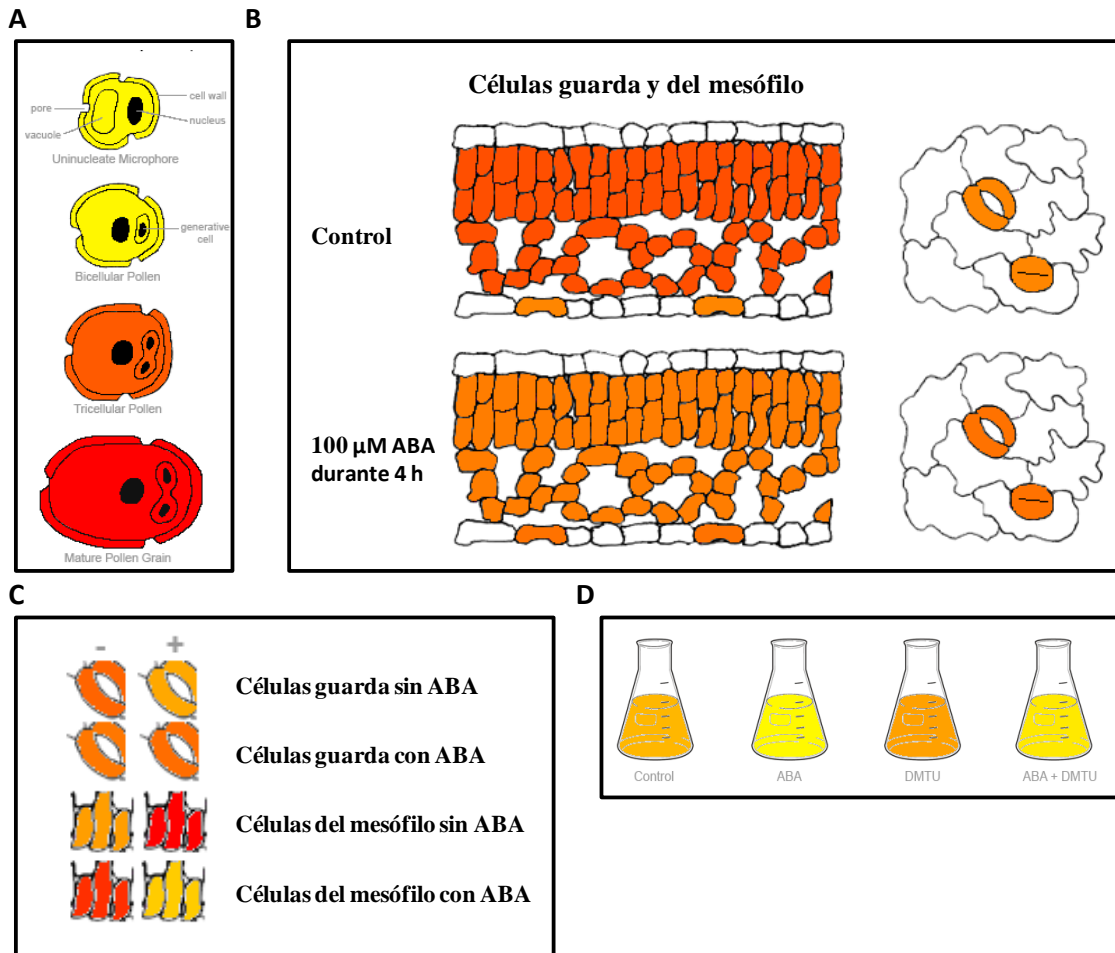 A
B
pore
vacuole
cell wall
nucleus
Uninucleate Microphore
generative
cell
Bicellular Pollen
Tricellular Pollen
Mature Pollen Grain
Células guarda y del mesófilo
Control
100 µM ABA
durante 4 h
C
D
- +
Células guarda sin ABA
Células guarda con ABA
Células del mesófilo sin ABA
Células del mesófilo con ABA
Control
ABA
DMTU
ABA + DMTU